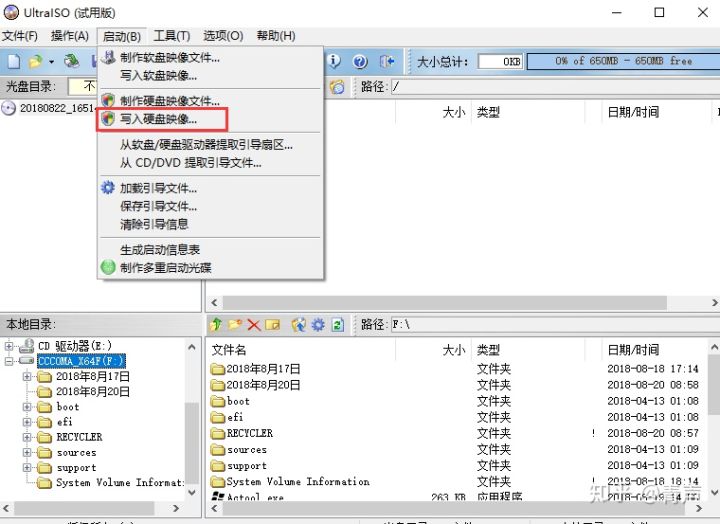 UltraISO (试用版)
文件(F) 操作(A) 启动(B) 工具(T) 选项(O) 帮助(H)
大小总计: 0KB 0% of 650MB - 650MB free
光盘目录: 不 路径: /
20180822_1651
大小 类型 日期/时间
制作软盘映像文件...
写入软盘映像...
制作硬盘映像文件...
写入硬盘映像...
从软盘/硬盘驱动器提取引导扇区...
从 CD/DVD 提取引导文件...
加载引导文件...
保存引导文件...
清除引导信息
生成启动信息表
制作多重启动光碟
本地目录: 路径: F:\
CD 驱动器(E:)
CCCOMA_X64F(F:)
2018年8月17日
2018年8月20日
boot
efi
RECYCLER
sources
support
System Volume Informat
文件名 大小 类型 日期/时间
2018年8月17日 文件夹 2018-08-18 17:14
2018年8月20日 文件夹 2018-08-20 08:58
boot 文件夹 2018-04-13 01:08
efi 文件夹 2018-04-13 01:08
RECYCLER 文件夹 ! 2018-08-20 08:57
sources 文件夹 2018-04-13 01:09
support 文件夹 2018-04-13 01:09
System Volume Information 文件夹 ! 18:14
Actool.exe 263 KB 应用程序
知乎 @青声